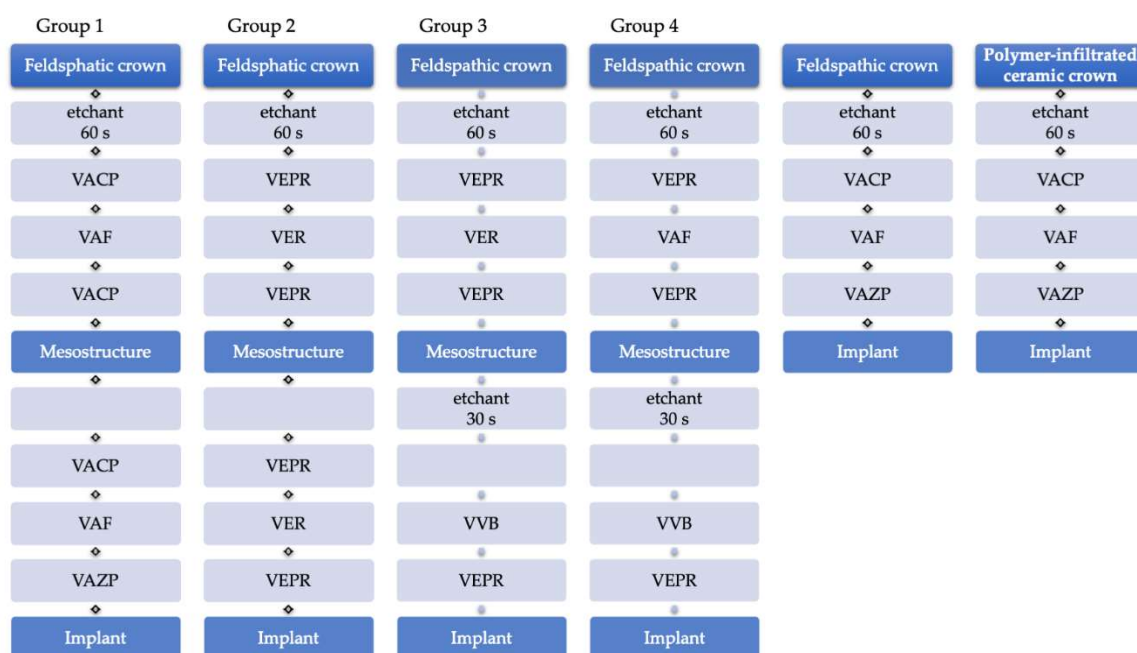 Group 1
Group 2
Group 3
Group 4
Feldsphatic crown
Feldsphatic crown
Feldspathic crown
Feldspathic crown
Feldspathic crown
Polymer-infiltrated
ceramic crown
etchant
60 s
etchant
60 s
etchant
60 s
etchant
60 s
etchant
60 s
etchant
60 s
VACP
VEPR
VEPR
VEPR
VACP
VACP
VAF
VER
VER
VAF
VAF
VAF
VACP
VEPR
VEPR
VEPR
VAZP
VAZP
Mesostructure
Mesostructure
Mesostructure
Mesostructure
Implant
Implant
etchant
30 s
etchant
30 s
VACP
VEPR
VAF
VER
VVB
VVB
VAZP
VEPR
VEPR
VEPR
Implant
Implant
Implant
Implant